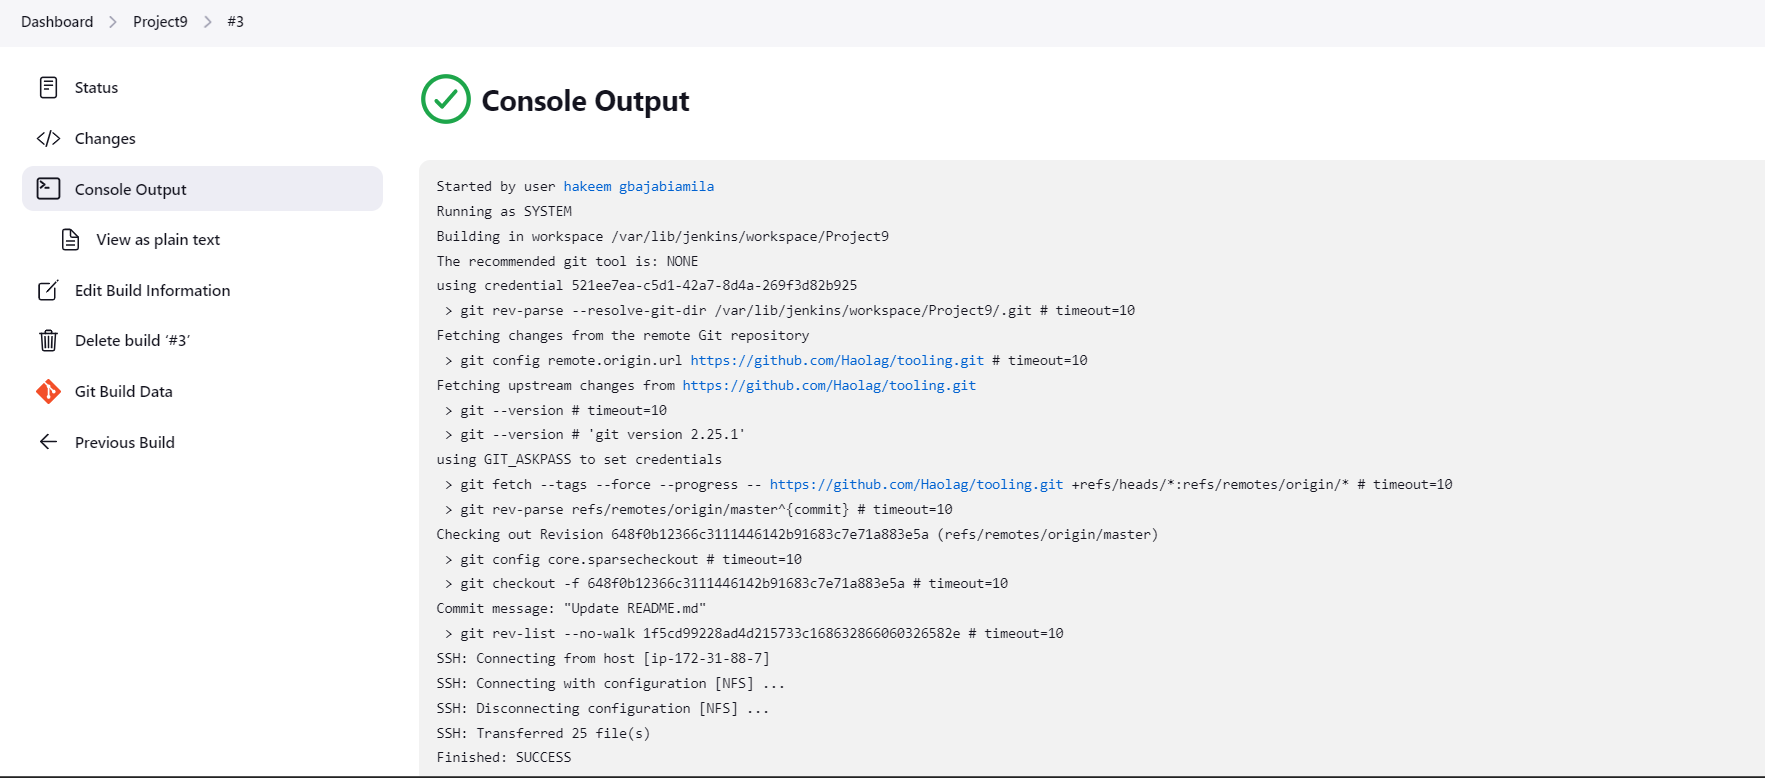 Dashboard > Project9 > #3
Status
Changes
Console Output
View as plain text
Edit Build Information
Delete build ‘#3’
Git Build Data
Previous Build
Console Output
Started by user hakeem gbajabiamila
Running as SYSTEM
Building in workspace /var/lib/jenkins/workspace/Project9
The recommended git tool is: NONE
using credential 521ee7ea-c5d1-42a7-8d4a-269f3d82b925
 > git rev-parse --resolve-git-dir /var/lib/jenkins/workspace/Project9/.git # timeout=10
Fetching changes from the remote Git repository
 > git config remote.origin.url https://github.com/Haolag/tooling.git # timeout=10
Fetching upstream changes from https://github.com/Haolag/tooling.git
 > git --version # timeout=10
 > git --version # 'git version 2.25.1'
using GIT_ASKPASS to set credentials
 > git fetch --tags --force --progress -- https://github.com/Haolag/tooling.git +refs/heads/*:refs/remotes/origin/* # timeout=10
 > git rev-parse refs/remotes/origin/master^{commit} # timeout=10
Checking out Revision 648f0b12366c3111446142b91683c7e71a883e5a (refs/remotes/origin/master)
 > git config core.sparsecheckout # timeout=10
 > git checkout -f 648f0b12366c3111446142b91683c7e71a883e5a # timeout=10
Commit message: "Update README.md"
 > git rev-list --no-walk 1f5cd99228ad4d215733c168632866060326582e # timeout=10
SSH: Connecting from host [ip-172-31-88-7]
SSH: Connecting with configuration [NFS] ...
SSH: Disconnecting configuration [NFS] ...
SSH: Transferred 25 file(s)
Finished: SUCCESS